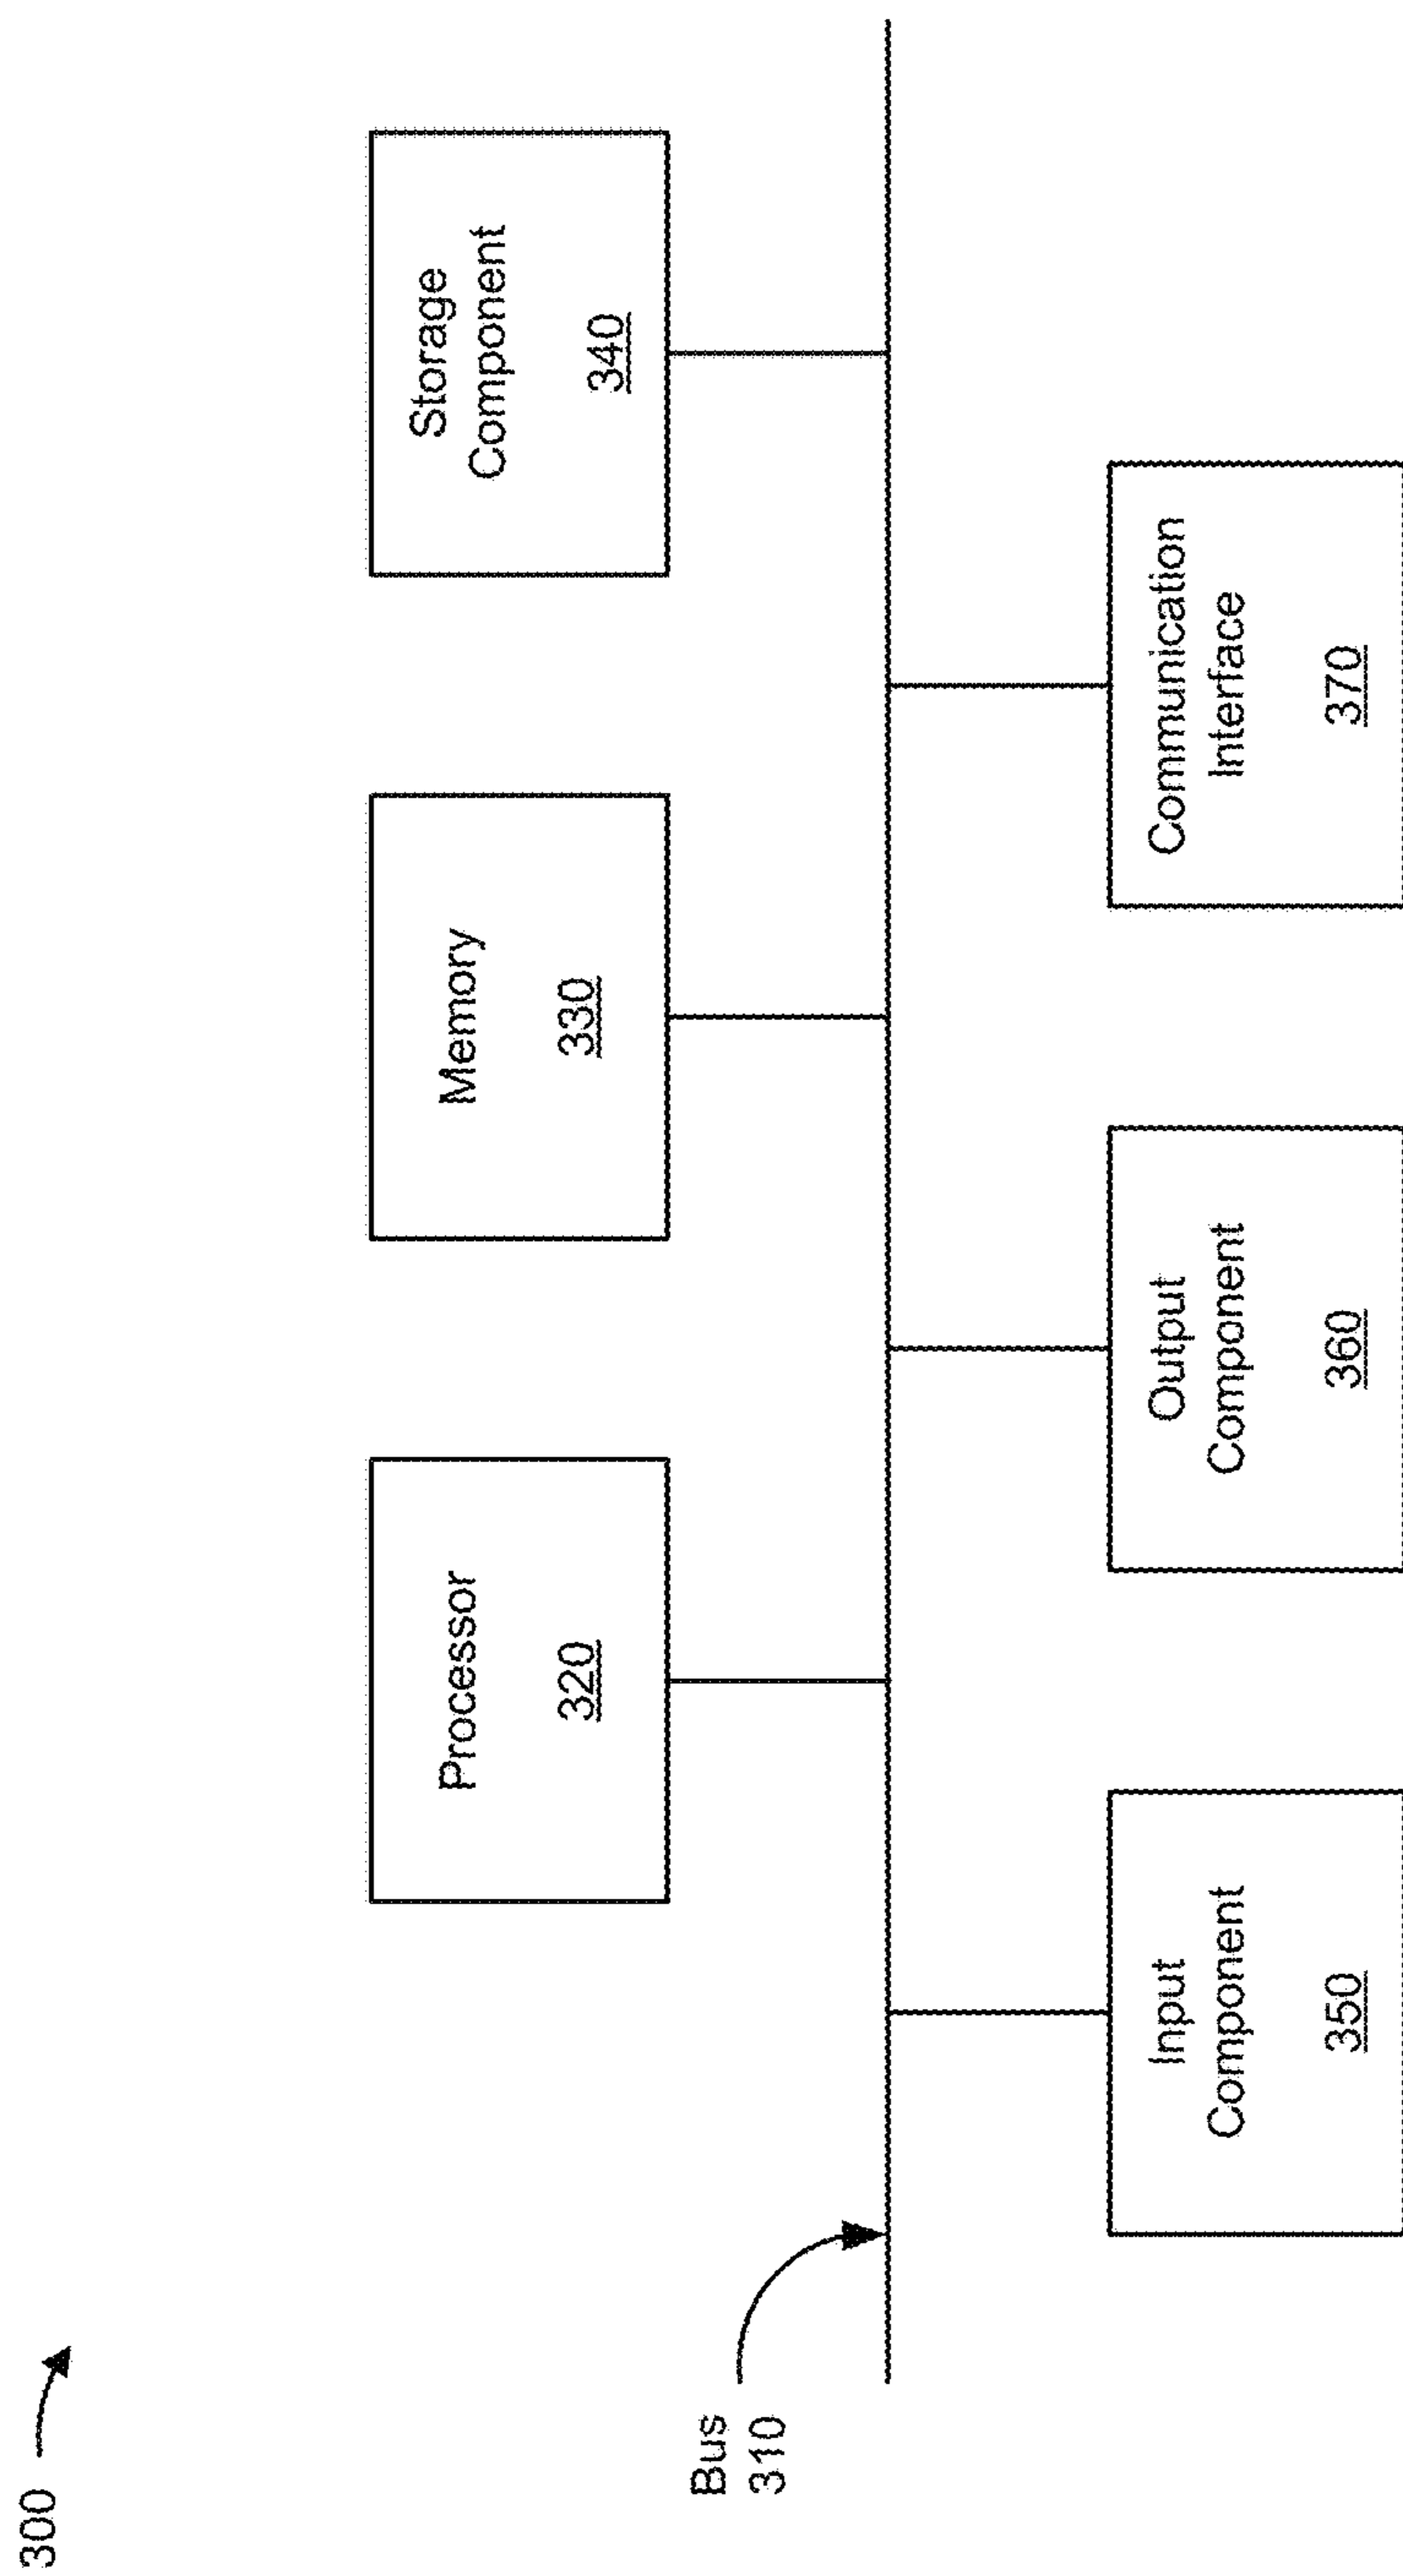 300
Processor
320
Memory
330
Storage
Component
340
Bus
310
Input
Component
350
Output
Component
360
Communication
Interface
370